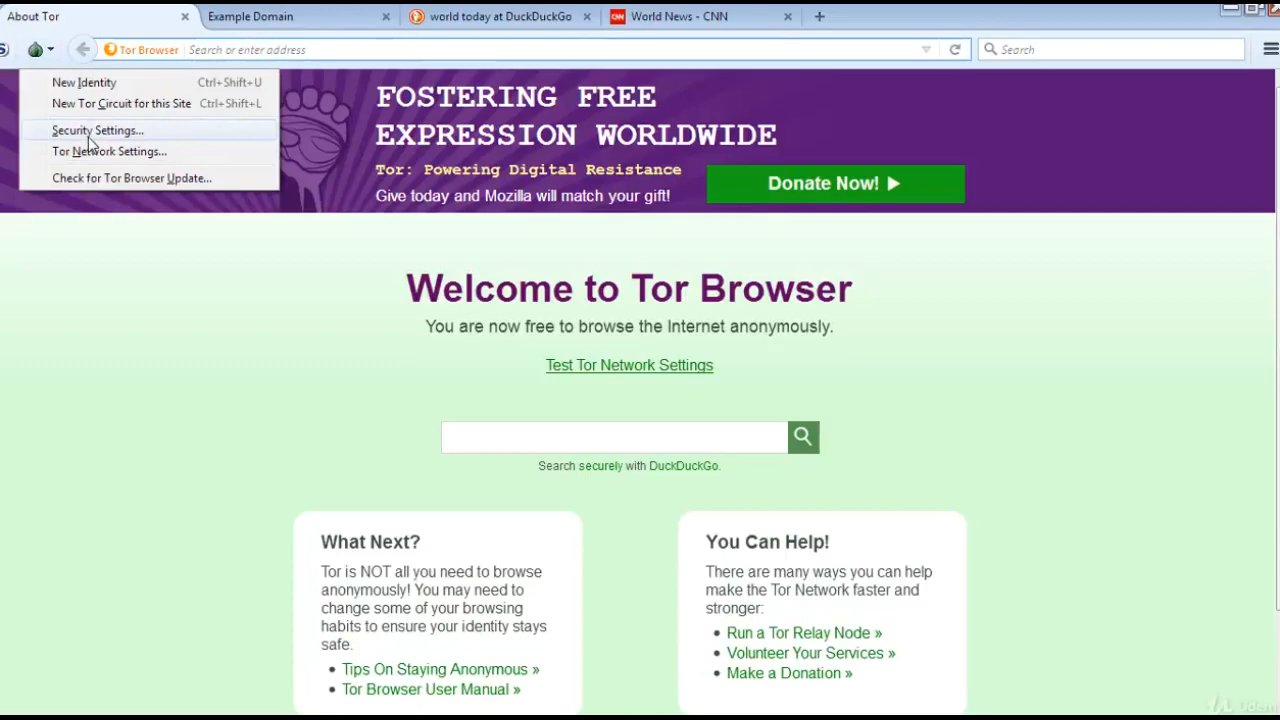 About Tor
Example Domain
world today at DuckDuckGo
World News - CNN
Tor Browser
Search or enter address
Search
New Identity Ctrl+Shift+U
New Tor Circuit for this Site Ctrl+Shift+L
Security Settings...
Tor Network Settings...
Check for Tor Browser Update...
FOSTERING FREE
EXPRESSION WORLDWIDE
Tor: Powering Digital Resistance
Give today and Mozilla will match your gift!
Donate Now!
Welcome to Tor Browser
You are now free to browse the Internet anonymously.
Test Tor Network Settings
Search securely with DuckDuckGo.
What Next?
Tor is NOT all you need to browse
anonymously! You may need to
change some of your browsing
habits to ensure your identity stays
safe.
Tips On Staying Anonymous »
Tor Browser User Manual »
You Can Help!
There are many ways you can help
make the Tor Network faster and
stronger:
Run a Tor Relay Node »
Volunteer Your Services »
Make a Donation »